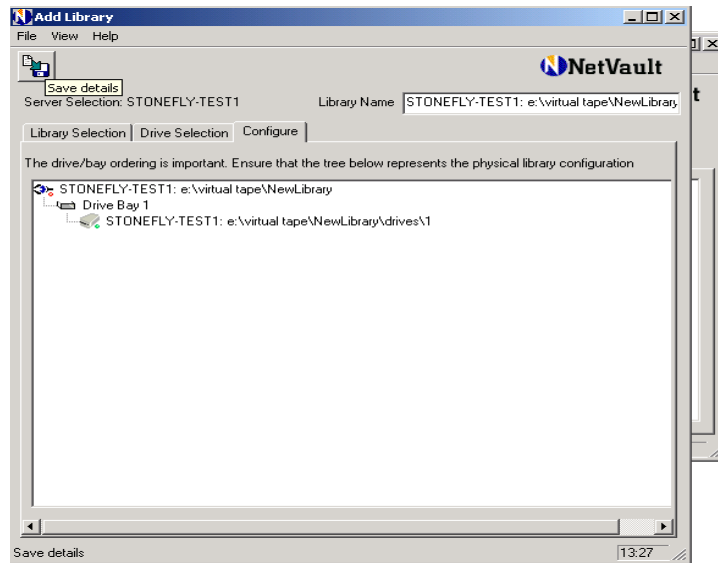 Add Library
File View Help
NetVault
Save details
Server Selection: STONEFLY-TEST1 Library Name STONEFLY-TEST1: e:\virtual tape\NewLibrary
Library Selection Drive Selection Configure
The drive/bay ordering is important. Ensure that the tree below represents the physical library configuration
STONEFLY-TEST1: e:\virtual tape\NewLibrary
Drive Bay 1
STONEFLY-TEST1: e:\virtual tape\NewLibrary\drives\1
Save details 13:27
t